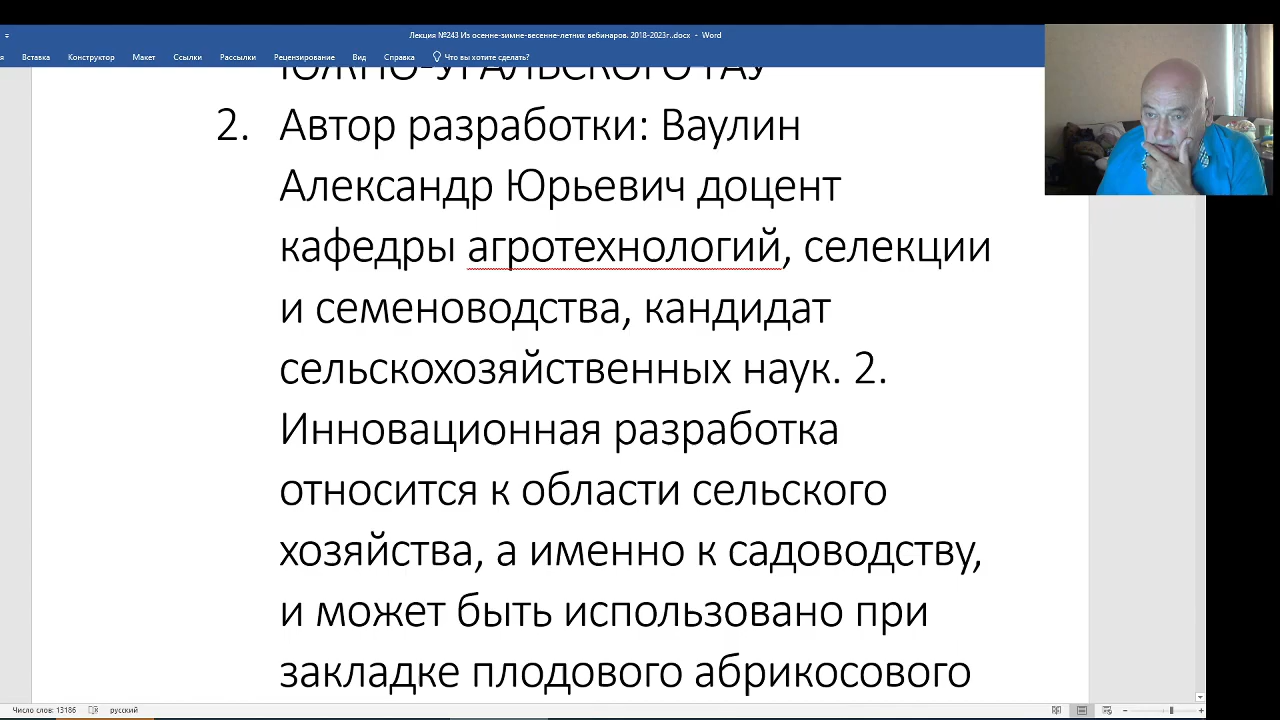 Лекция №243 Из осенне-зимне-весенне-летних вебинаров. 2018-2023г..docx - Word
Вставка Конструктор Макет Ссылки Рассылки Рецензирование Вид Справка Что вы хотите сделать?
ЮЖНО-УРАЛЬСКОГО ГАУ
2. Автор разработки: Ваулин
Александр Юрьевич доцент
кафедры агротехнологий, селекции
и семеноводства, кандидат
сельскохозяйственных наук. 2.
Инновационная разработка
относится к области сельского
хозяйства, а именно к садоводству,
и может быть использовано при
закладке плодового абрикосового
Число слов: 13186 русский